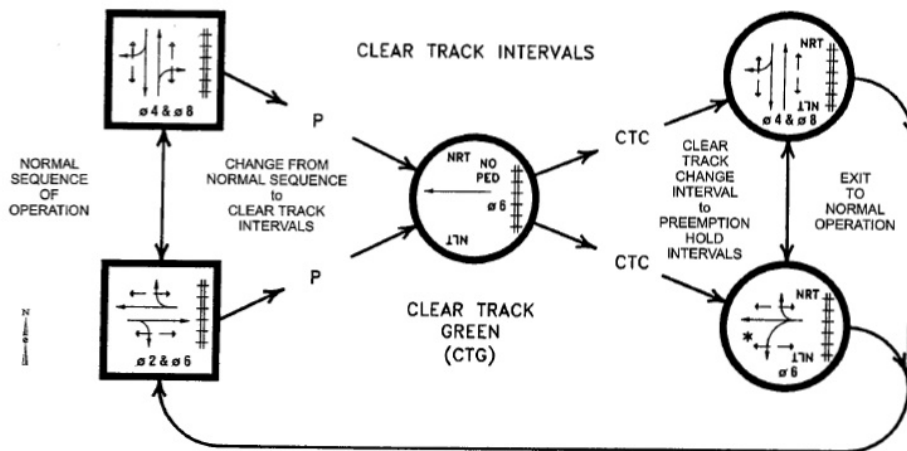 CLEAR TRACK INTERVALS
NRT
ø 4 & ø 8
NLT
ø 4 & ø 8
P
CTC
NORMAL
SEQUENCE
OF
OPERATION
CHANGE FROM
NORMAL SEQUENCE
to
CLEAR TRACK
INTERVALS
NRT
NO
PED
ø 6
NLT
CLEAR
TRACK
CHANGE
INTERVAL
to
PREEMPTION
HOLD
INTERVALS
EXIT
TO
NORMAL
OPERATION
P
CTC
CLEAR TRACK
GREEN
(CTG)
N
ø 2 & ø 6
NRT
*
NLT
ø 6